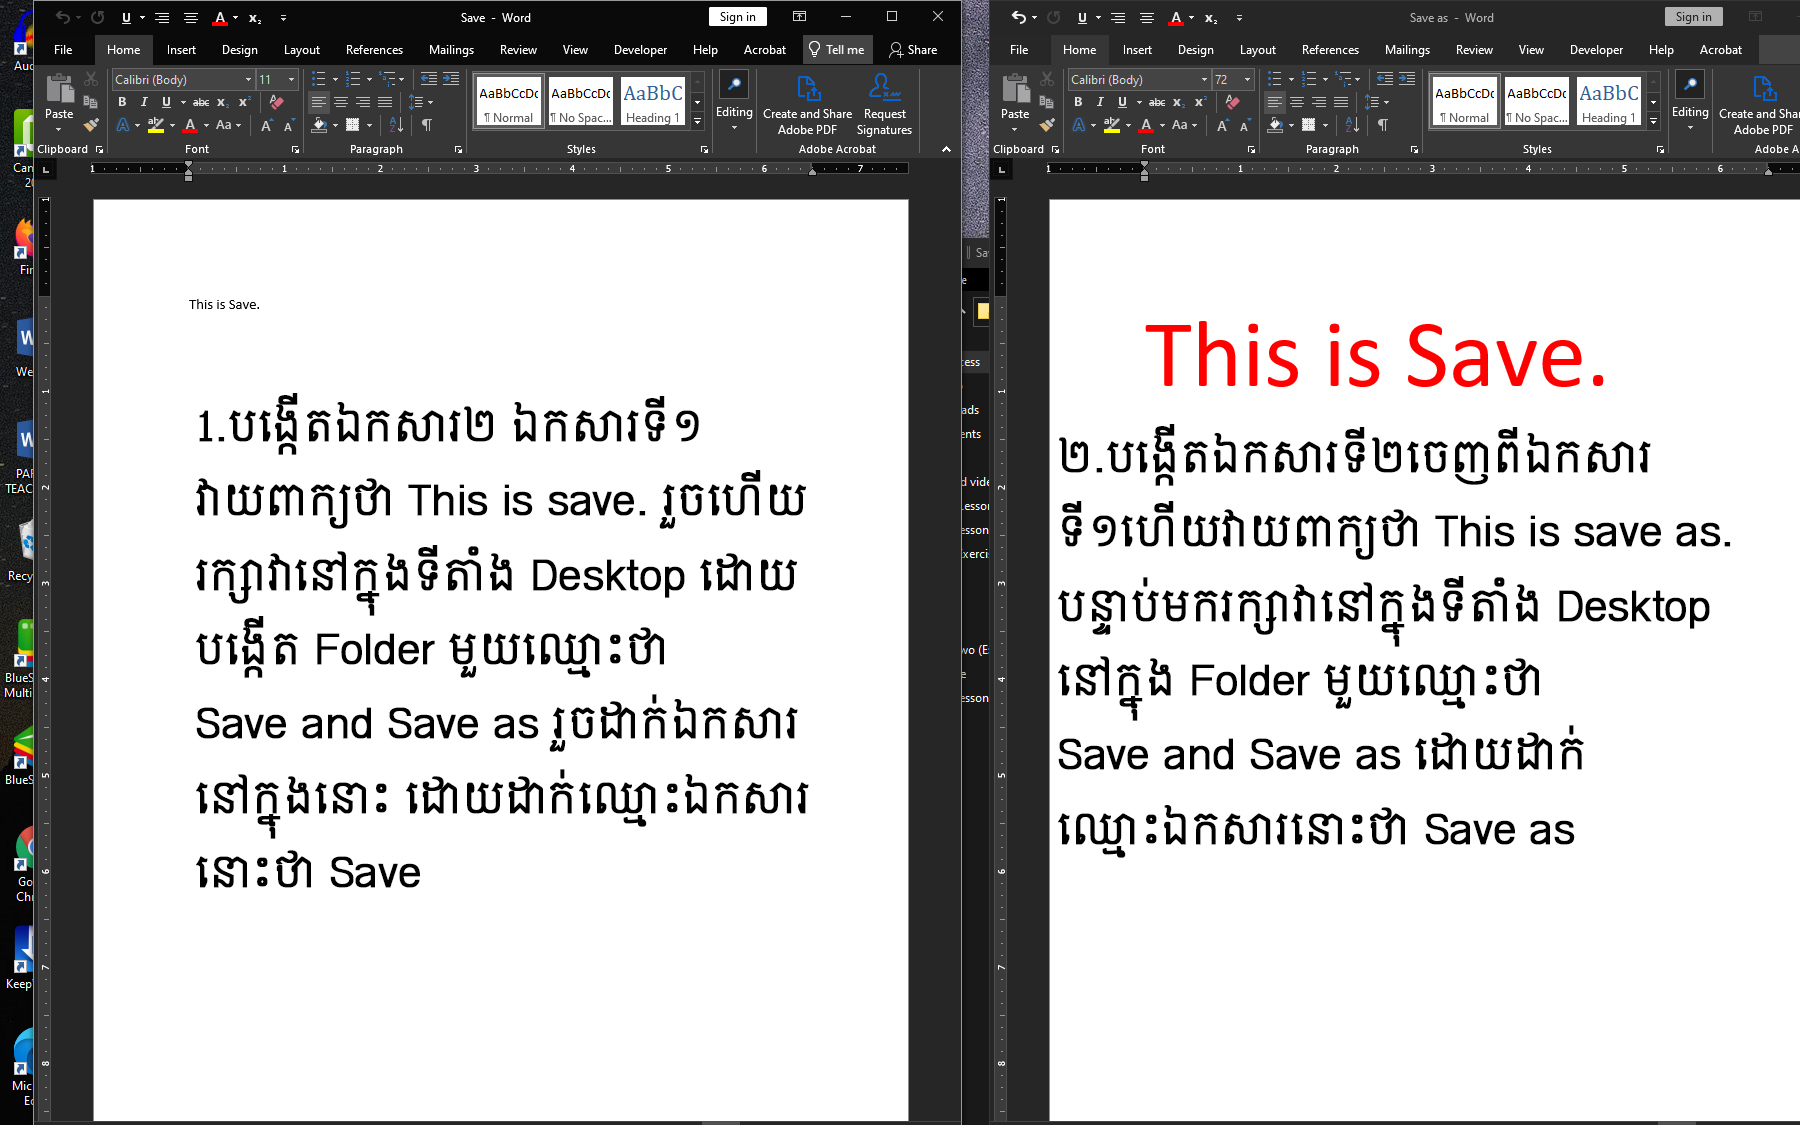 Save - Word
Sign in
File Home Insert Design Layout References Mailings Review View Developer Help Acrobat Tell me Share
Paste
Calibri (Body) 11
AaBbCcDc AaBbCcDc AaBbC
¶ Normal ¶ No Spac... Heading 1
Editing
Create and Share Adobe PDF
Request Signatures
Clipboard Font Paragraph Styles Adobe Acrobat
This is Save.
1.បង្កើតឯកសារ២ ឯកសារទី១
វាយពាក្យថា This is save. រួចហើយ
រក្សាវានៅក្នុងទីតាំង Desktop ដោយ
បង្កើត Folder មួយឈ្មោះថា
Save and Save as រួចដាក់ឯកសារ
នៅក្នុងនោះ ដោយដាក់ឈ្មោះឯកសារ
នោះថា Save
Save as - Word
Sign in
File Home Insert Design Layout References Mailings Review View Developer Help Acrobat
Paste
Calibri (Body) 72
AaBbCcDc AaBbCcDc AaBbC
¶ Normal ¶ No Spac... Heading 1
Editing
Create and Sha
Adobe PDF
Clipboard Font Paragraph Styles Adobe A
This is Save.
២.បង្កើតឯកសារទី២ចេញពីឯកសារ
ទី១ហើយវាយពាក្យថា This is save as.
បន្ទាប់មករក្សាវានៅក្នុងទីតាំង Desktop
នៅក្នុង Folder មួយឈ្មោះថា
Save and Save as ដោយដាក់
ឈ្មោះឯកសារនោះថា Save as